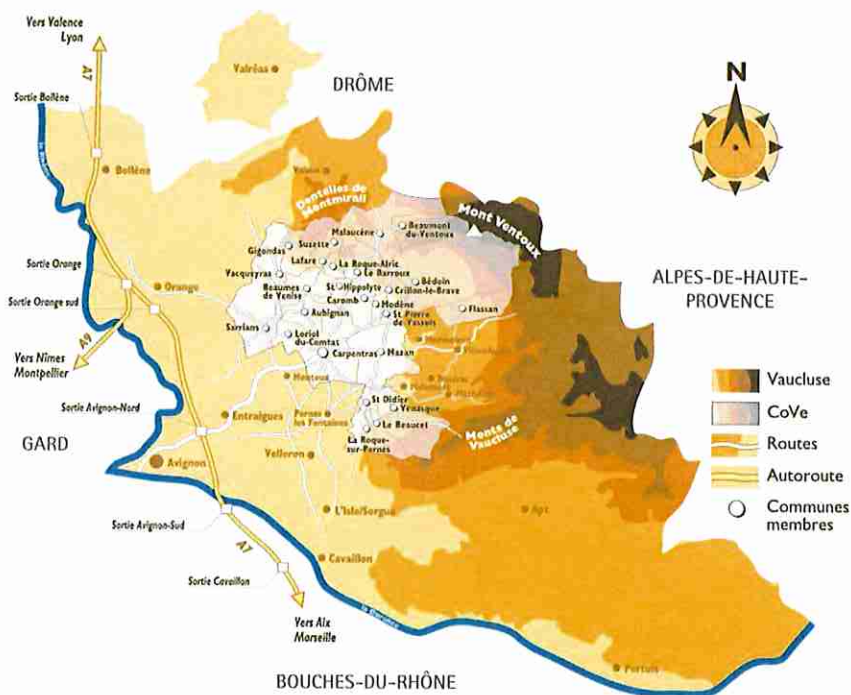 Vers Valence
Lyon
A7
Sortie Bollène
Valréas
DRÔME
N
Bollène
Dentelles de
Montmirail
Mont Ventoux
Beaumont
du-Ventoux
Malaucène
Suzette
Gigondas
Lafare
La Roque-Alric
Le Barroux
Vacqueyras
Sortie Orange
Orange
Sortie Orange sud
Beaumes
de Venise
St Hippolyte
Bédoin
Crillon-le-Brave
Caromb
Modène
Aubignan
St Pierre
de Vassols
Flassan
Sarrians
Loriol
du-Comtat
Carpentras
Mazan
ALPES-DE-HAUTE-
PROVENCE
A9
Vers Nîmes
Montpellier
Monteux
Sortie Avignon-Nord
St Didier
Venasque
Entraigues
Pernes
les Fontaines
Le Beaucet
La Roque-
sur-Pernes
Monts de
Vaucluse
GARD
Avignon
Velleron
Sortie Avignon-Sud
L'Isle/Sorgue
Apt
A7
Cavaillon
Sortie Cavaillon
Vers Aix
Marseille
la Durance
Pertuis
BOUCHES-DU-RHÔNE
Vaucluse
CoVe
Routes
Autoroute
Communes
membres